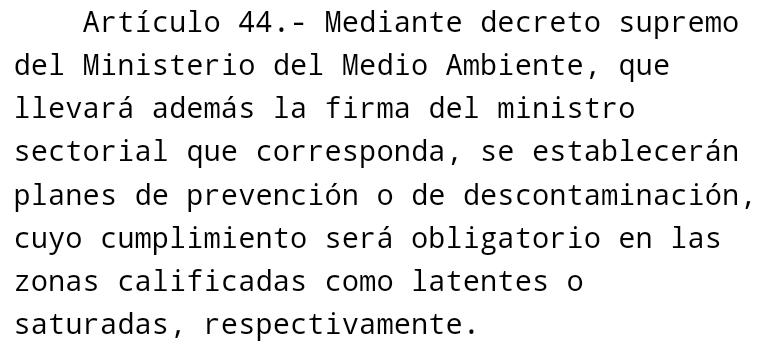 Artículo 44.- Mediante decreto supremo
del Ministerio del Medio Ambiente, que
llevará además la firma del ministro
sectorial que corresponda, se establecerán
planes de prevención o de descontaminación,
cuyo cumplimiento será obligatorio en las
zonas calificadas como latentes o
saturadas, respectivamente.